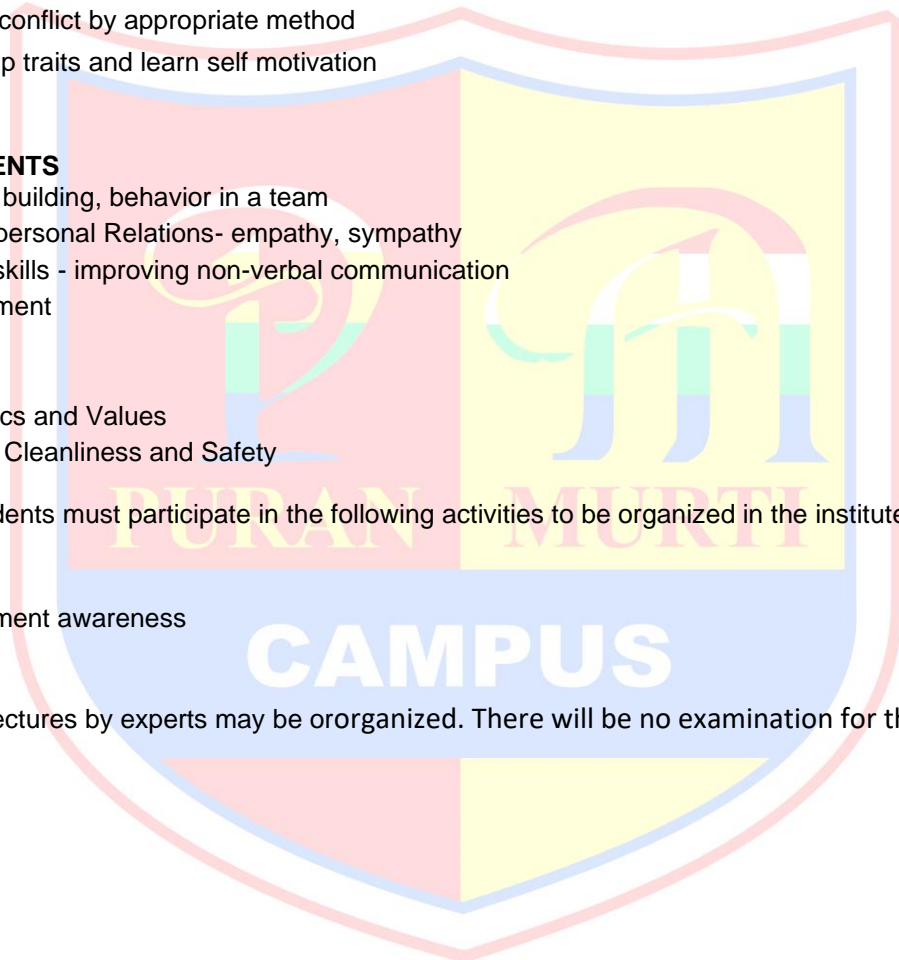 conflict by appropriate method
p traits and learn self motivation
ENTS
building, behavior in a team
personal Relations- empathy, sympathy
skills - improving non-verbal communication
ment
cs and Values
Cleanliness and Safety
dents must participate in the following activities to be organized in the institute
ment awareness
ectures by experts may be ororganized. There will be no examination for th
P M
PURAN MURTI
CAMPUS